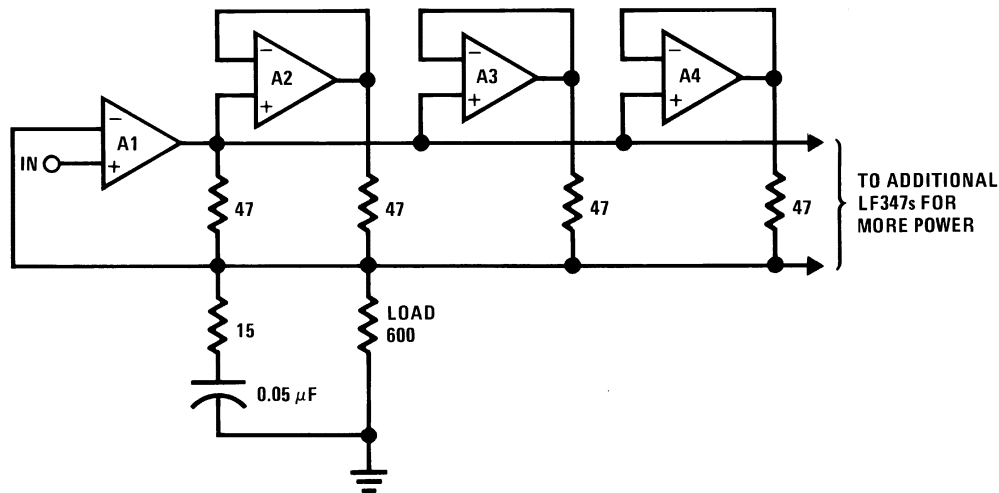 A2
A3
A4
A1
IN
−
+
−
+
−
+
−
+
47
47
47
47
TO ADDITIONAL
LF347s FOR
MORE POWER
15
LOAD
600
0.05 μF